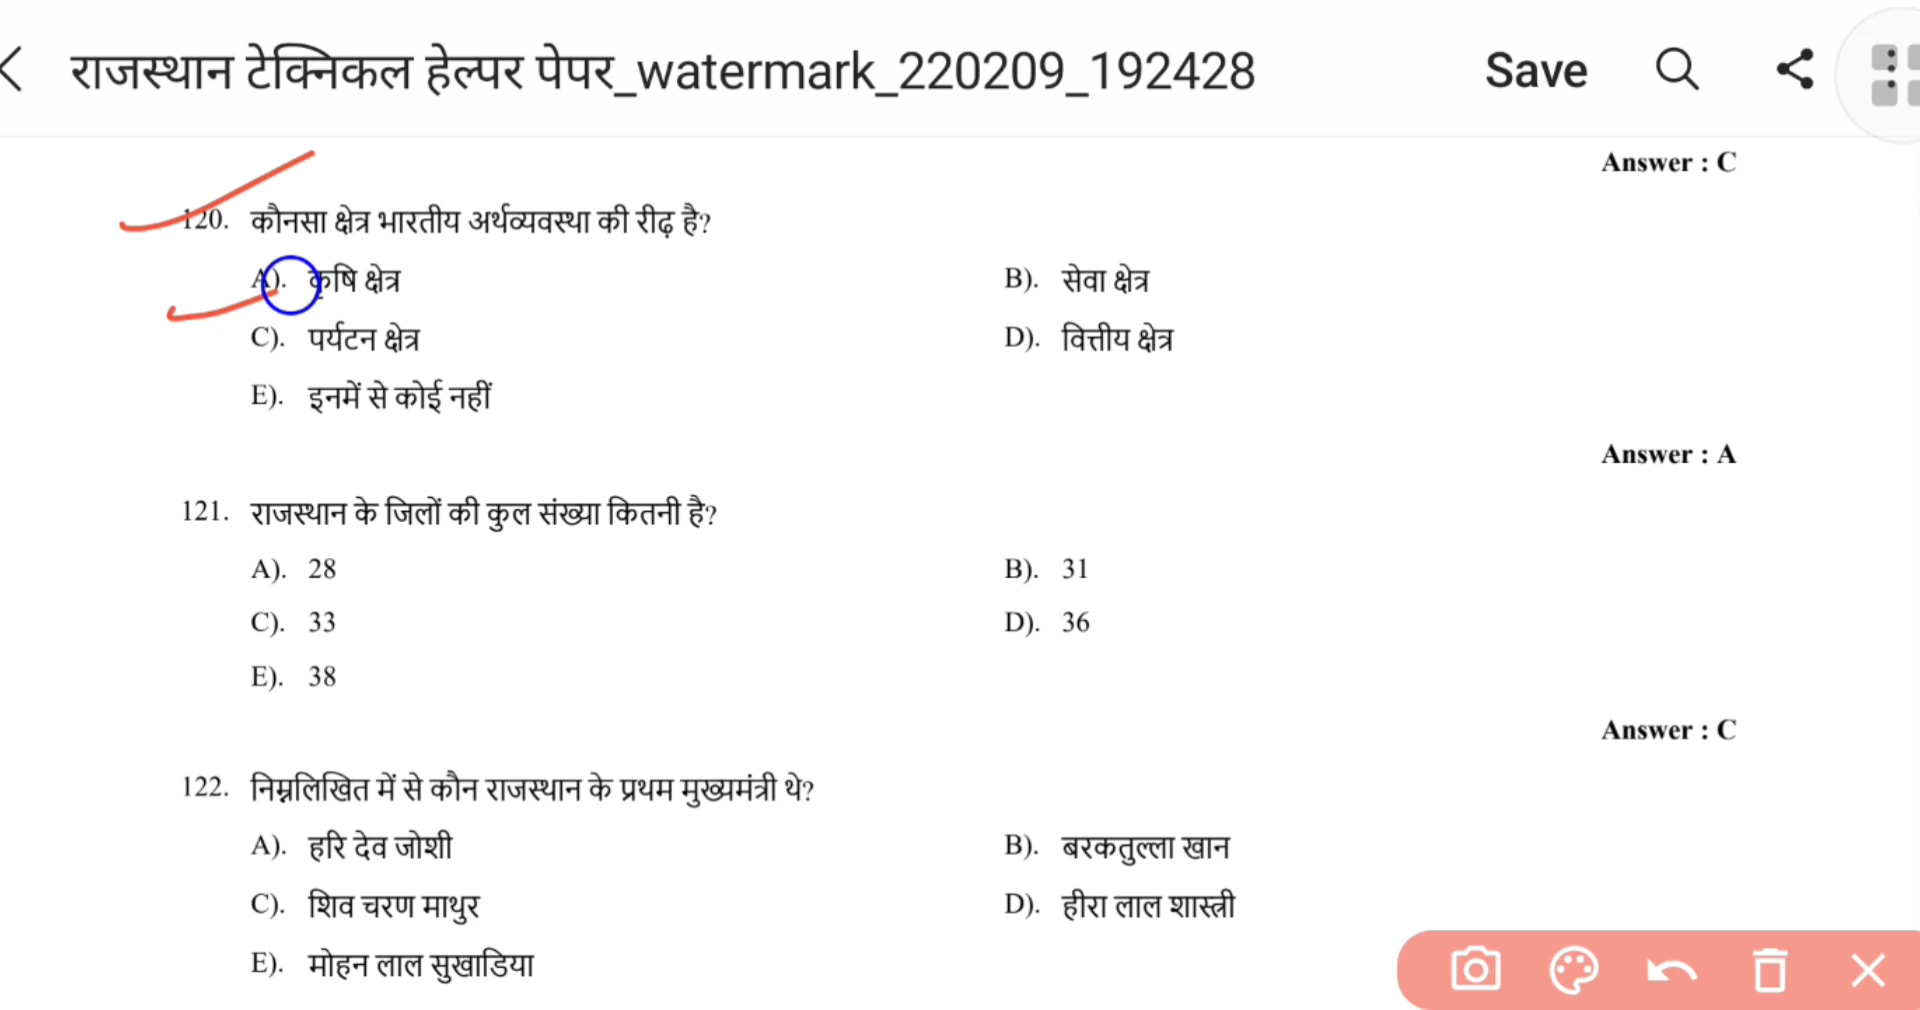 राजस्थान टेक्निकल हेल्पर पेपर_watermark_220209_192428 Save
Answer : C
120. कौनसा क्षेत्र भारतीय अर्थव्यवस्था की रीढ़ है?
A). कृषि क्षेत्र B). सेवा क्षेत्र
C). पर्यटन क्षेत्र D). वित्तीय क्षेत्र
E). इनमें से कोई नहीं
Answer : A
121. राजस्थान के जिलों की कुल संख्या कितनी है?
A). 28 B). 31
C). 33 D). 36
E). 38
Answer : C
122. निम्नलिखित में से कौन राजस्थान के प्रथम मुख्यमंत्री थे?
A). हरि देव जोशी B). बरकतुल्ला खान
C). शिव चरण माथुर D). हीरा लाल शास्त्री
E). मोहन लाल सुखाडिया